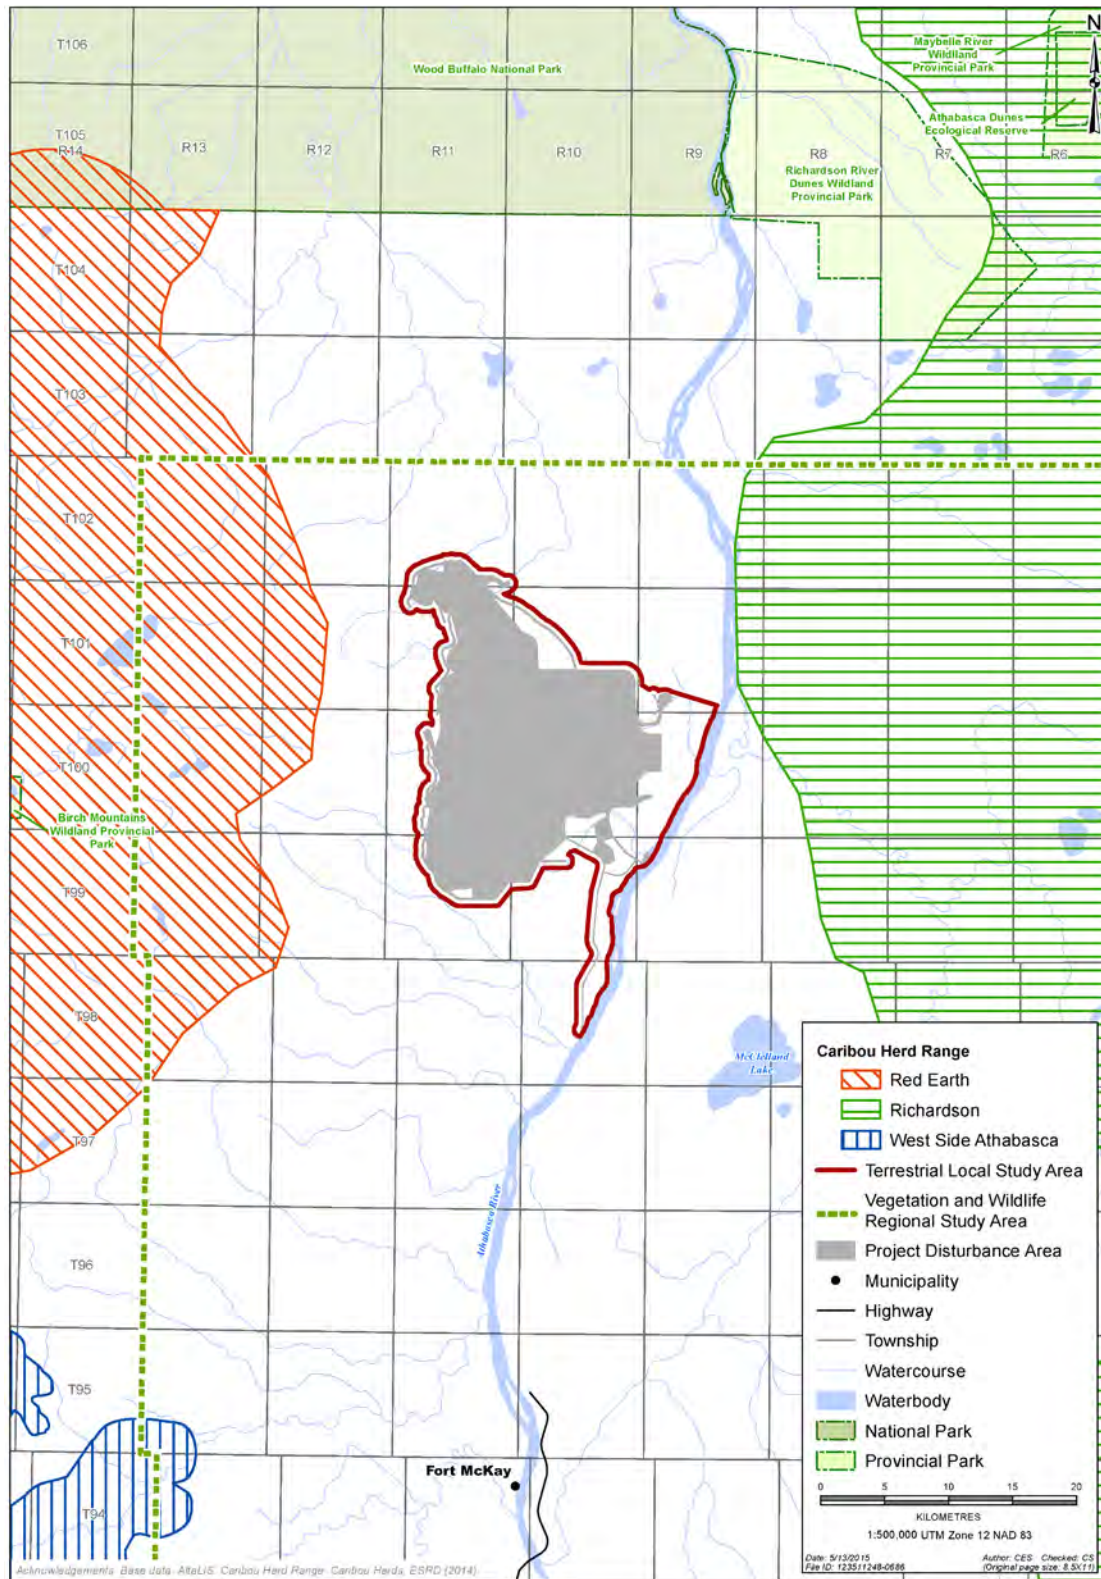 N
T106
Wood Buffalo National Park
Maybelle River
Wildland
Provincial Park
Athabasca Dunes
Ecological Reserve
T105
R14
R13
R12
R11
R10
R9
R8
R7
R6
Richardson River
Dunes Wildland
Provincial Park
T104
T103
T102
T101
T100
Birch Mountains
Wildland Provincial
Park
T99
T98
McClelland
Lake
T97
Athabasca River
T96
T95
Fort McKay
T94
Caribou Herd Range
Red Earth
Richardson
West Side Athabasca
Terrestrial Local Study Area
Vegetation and Wildlife
Regional Study Area
Project Disturbance Area
Municipality
Highway
Township
Watercourse
Waterbody
National Park
Provincial Park
0 5 10 15 20
KILOMETRES
1:500,000 UTM Zone 12 NAD 83
Date: 5/13/2015 Author: CES Checked: CS
File ID: 123511248-0686 (Original page size: 8.5X11)
Acknowledgements: Base data: AltaLIS. Caribou Herd Range: Caribou Herds, ESRD (2014).